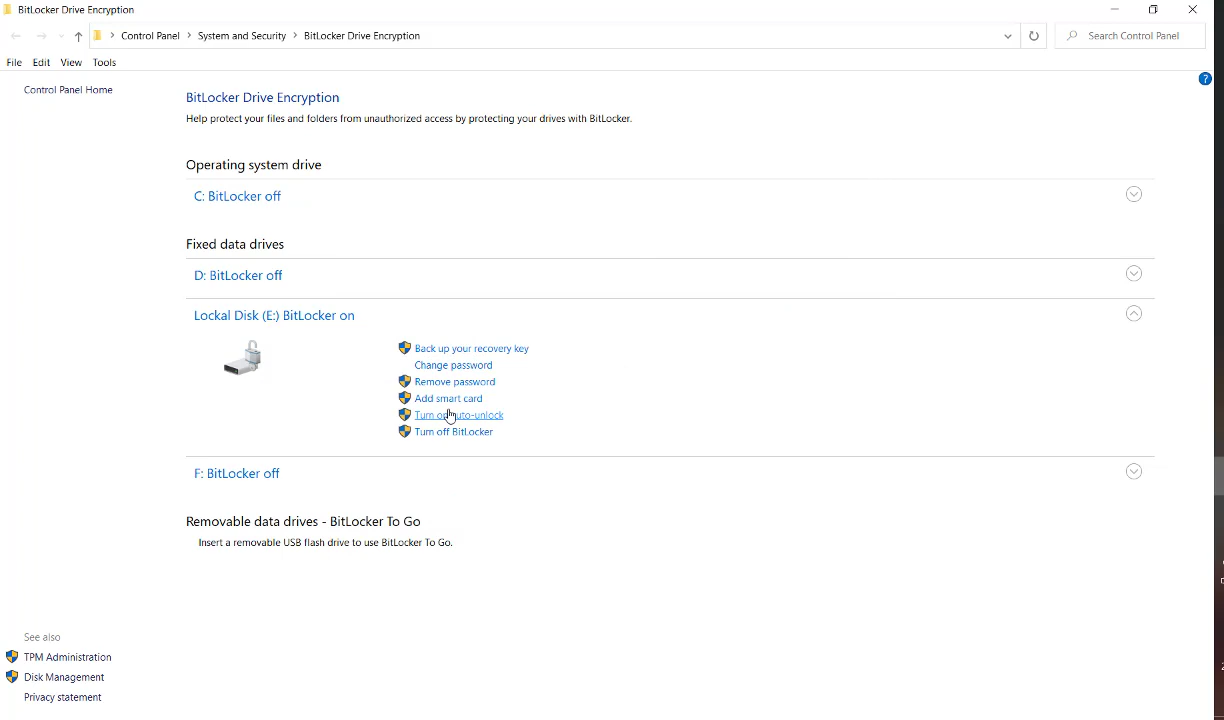 BitLocker Drive Encryption
Control Panel > System and Security > BitLocker Drive Encryption
Search Control Panel
File Edit View Tools
?
Control Panel Home
BitLocker Drive Encryption
Help protect your files and folders from unauthorized access by protecting your drives with BitLocker.
Operating system drive
C: BitLocker off
Fixed data drives
D: BitLocker off
Lockal Disk (E:) BitLocker on
Back up your recovery key
Change password
Remove password
Add smart card
Turn auto-unlock
Turn off BitLocker
F: BitLocker off
Removable data drives - BitLocker To Go
Insert a removable USB flash drive to use BitLocker To Go.
See also
TPM Administration
Disk Management
Privacy statement